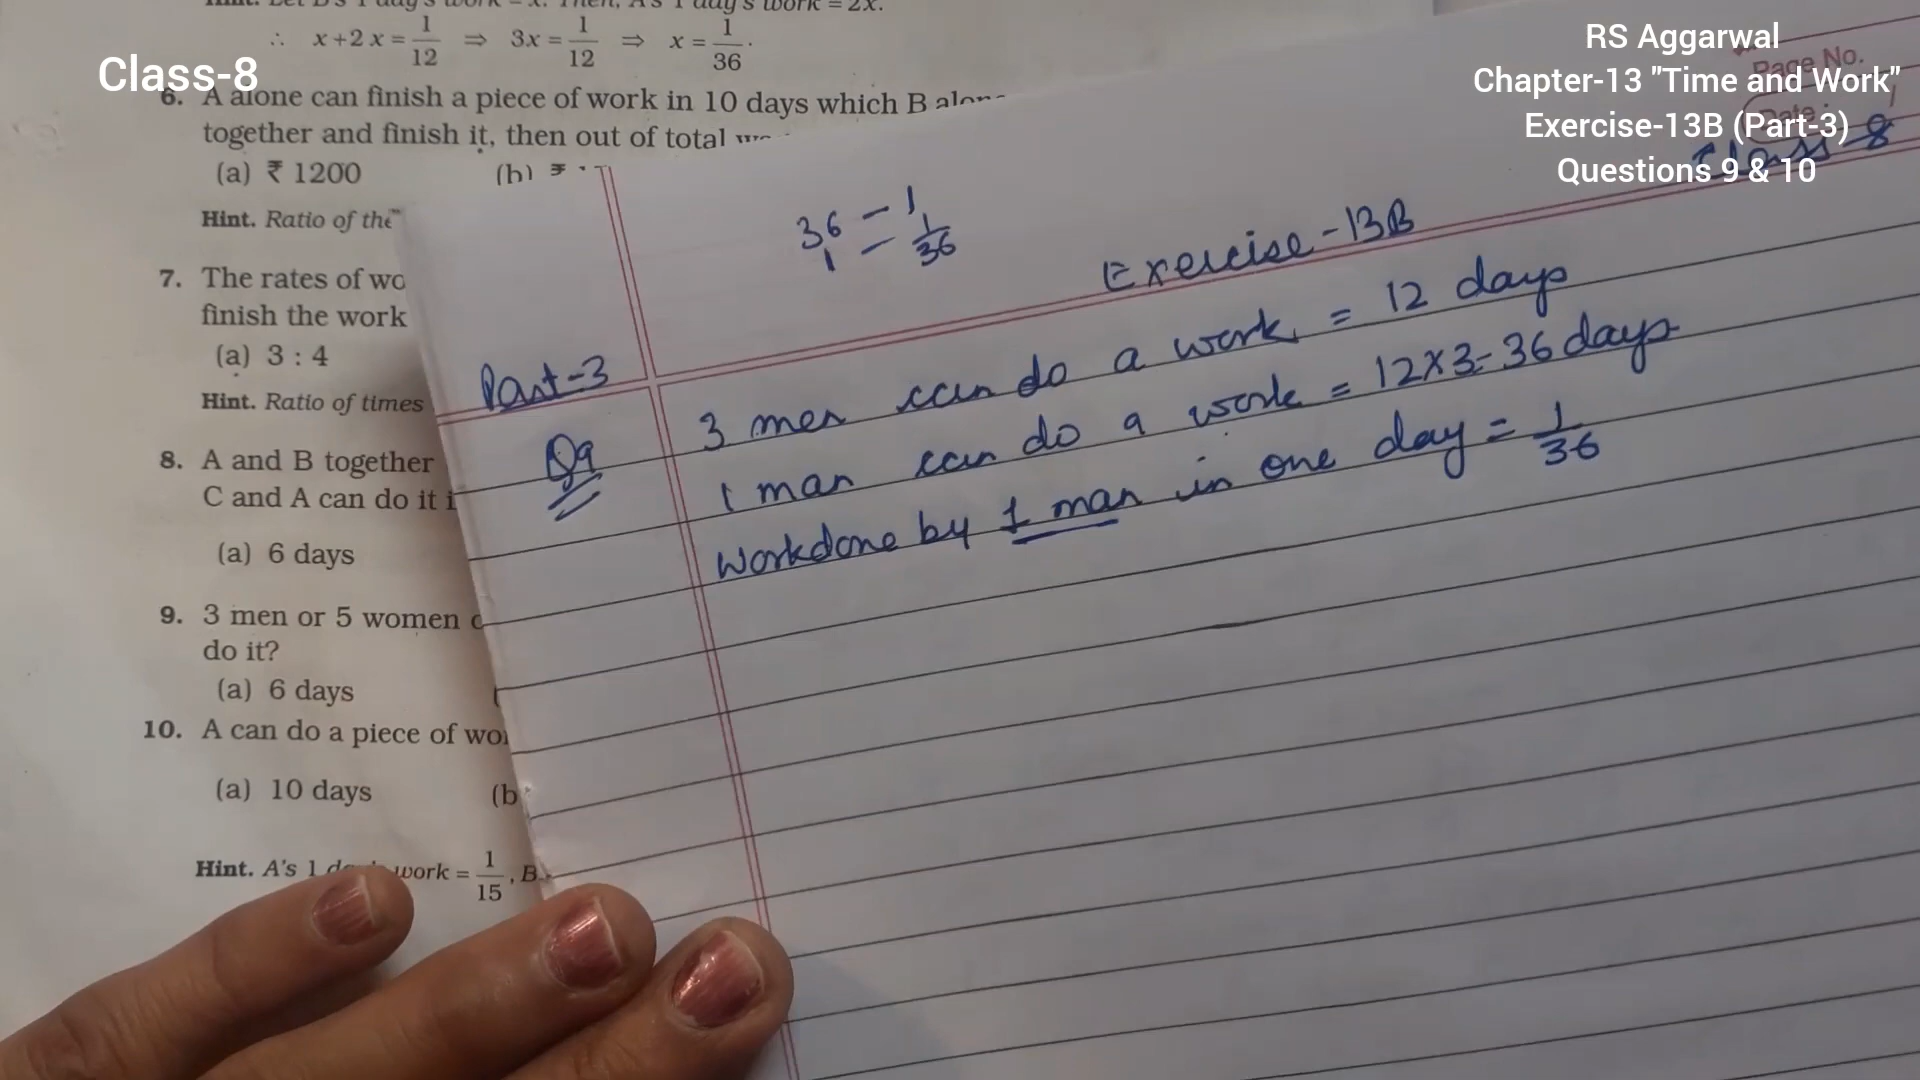 ∴ x+2x = 1/12 ⇒ 3x = 1/12 ⇒ x = 1/36.
Class-8
RS Aggarwal
Chapter-13 "Time and Work"
Exercise-13B (Part-3)
Questions 9 & 10
Page No.
Date :
Class-8
6. A alone can finish a piece of work in 10 days which B
together and finish it, then out of total
(a) ₹ 1200 (b) ₹
Hint. Ratio of the
7. The rates of
finish the work
(a) 3 : 4
Hint. Ratio of times
8. A and B together
C and A can do it
(a) 6 days
9. 3 men or 5 women
do it?
(a) 6 days
10. A can do a piece of
(a) 10 days (b
Hint. A's 1 work = 1/15, B
36 – 1
1 – 1/36
Exercise-13B
Part-3
Q9
3 men can do a work = 12 days
1 man can do a work = 12×3=36 days
Workdone by 1 man in one day = 1/36